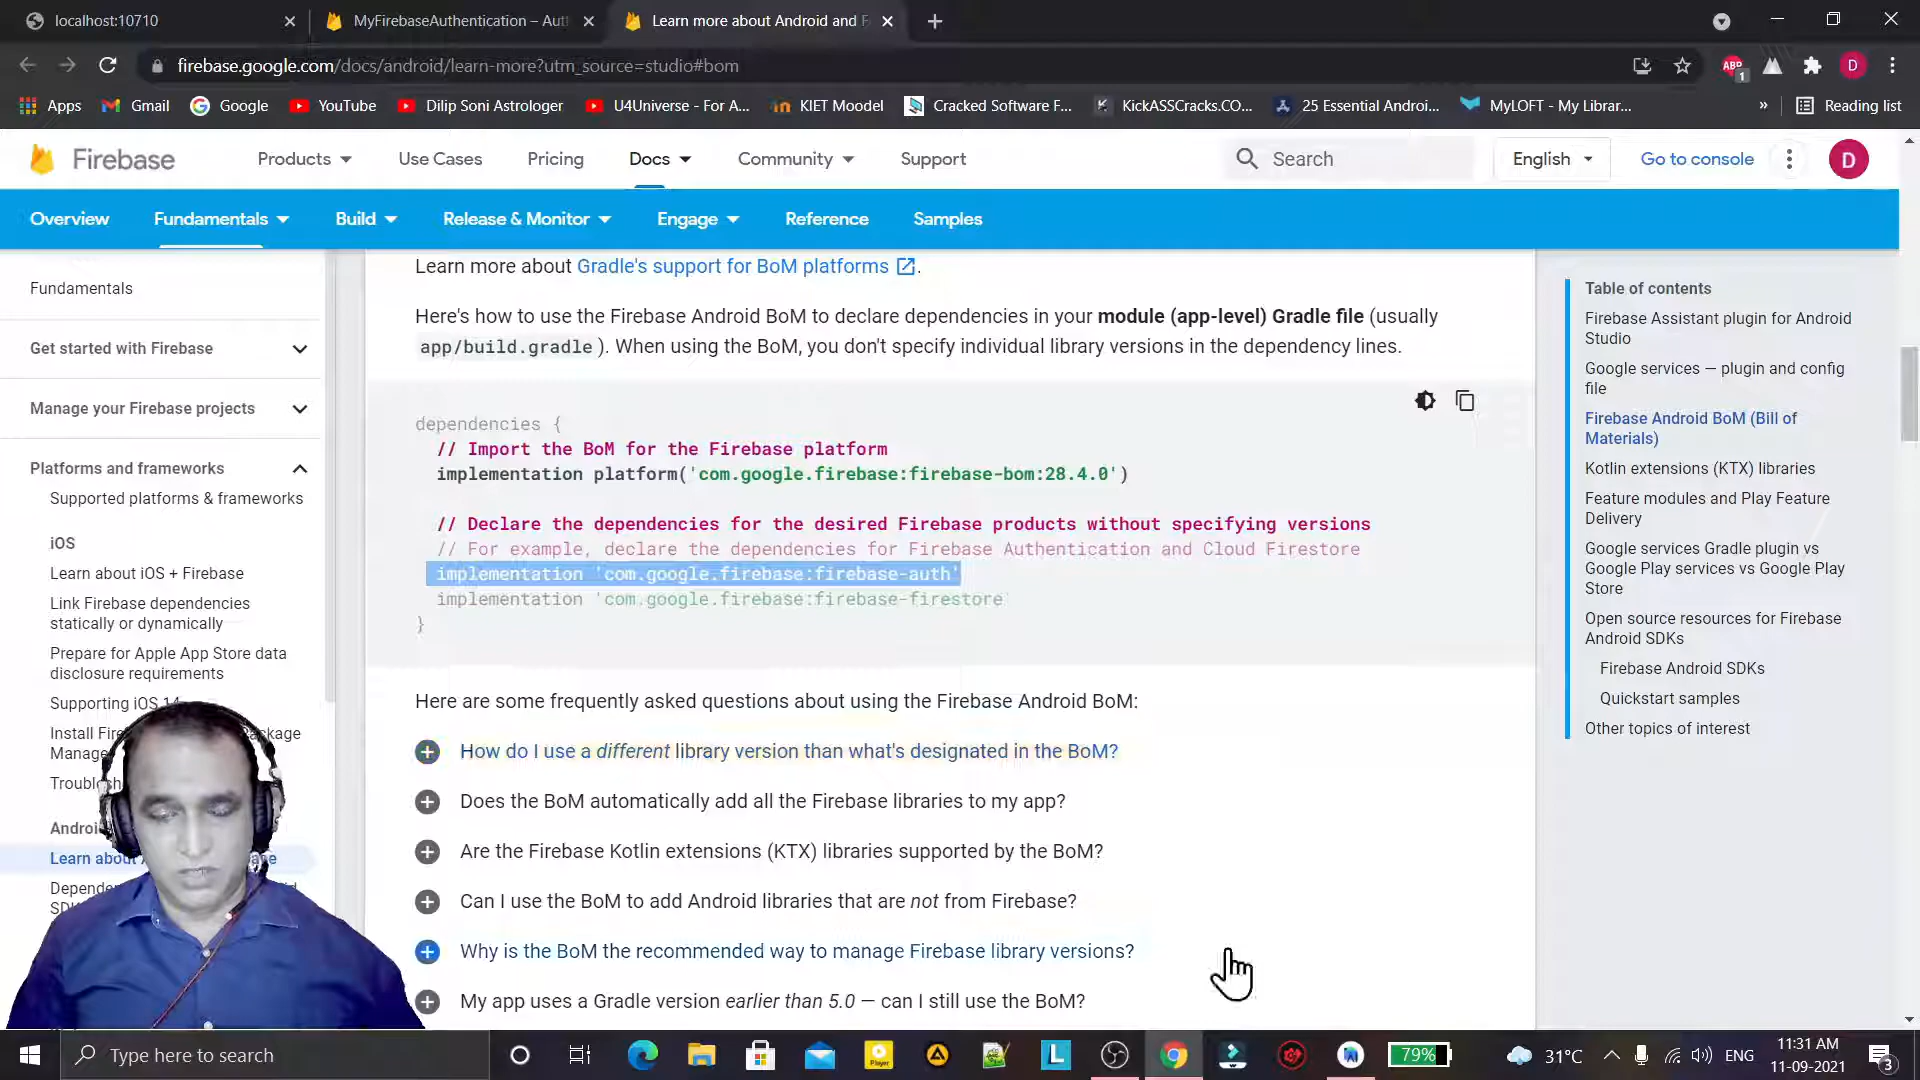 localhost:10710
MyFirebaseAuthentication – Aut
Learn more about Android and F
firebase.google.com/docs/android/learn-more?utm_source=studio#bom
ABP
1
D
Apps
Gmail
Google
YouTube
Dilip Soni Astrologer
U4Universe - For A...
KIET Moodel
Cracked Software F...
KickASSCracks.CO...
25 Essential Androi...
MyLOFT - My Librar...
»
Reading list
Firebase
Products
Use Cases
Pricing
Docs
Community
Support
Search
English
Go to console
D
Overview
Fundamentals
Build
Release & Monitor
Engage
Reference
Samples
Fundamentals
Get started with Firebase
Manage your Firebase projects
Platforms and frameworks
Supported platforms & frameworks
iOS
Learn about iOS + Firebase
Link Firebase dependencies
statically or dynamically
Prepare for Apple App Store data
disclosure requirements
Supporting iOS 14
Install Fire
ackage
Manage
Troublesh
Android
Learn about A
ase
Depende
Learn more about Gradle's support for BoM platforms.
Here's how to use the Firebase Android BoM to declare dependencies in your module (app-level) Gradle file (usually
app/build.gradle ). When using the BoM, you don't specify individual library versions in the dependency lines.
dependencies {
// Import the BoM for the Firebase platform
implementation platform('com.google.firebase:firebase-bom:28.4.0')
// Declare the dependencies for the desired Firebase products without specifying versions
// For example, declare the dependencies for Firebase Authentication and Cloud Firestore
implementation 'com.google.firebase:firebase-auth'
implementation 'com.google.firebase:firebase-firestore'
}
Here are some frequently asked questions about using the Firebase Android BoM:
How do I use a different library version than what's designated in the BoM?
Does the BoM automatically add all the Firebase libraries to my app?
Are the Firebase Kotlin extensions (KTX) libraries supported by the BoM?
Can I use the BoM to add Android libraries that are not from Firebase?
Why is the BoM the recommended way to manage Firebase library versions?
My app uses a Gradle version earlier than 5.0 — can I still use the BoM?
Table of contents
Firebase Assistant plugin for Android
Studio
Google services — plugin and config
file
Firebase Android BoM (Bill of
Materials)
Kotlin extensions (KTX) libraries
Feature modules and Play Feature
Delivery
Google services Gradle plugin vs
Google Play services vs Google Play
Store
Open source resources for Firebase
Android SDKs
Firebase Android SDKs
Quickstart samples
Other topics of interest
Type here to search
Player
L
79%
31°C
ENG
11:31 AM
11-09-2021
3